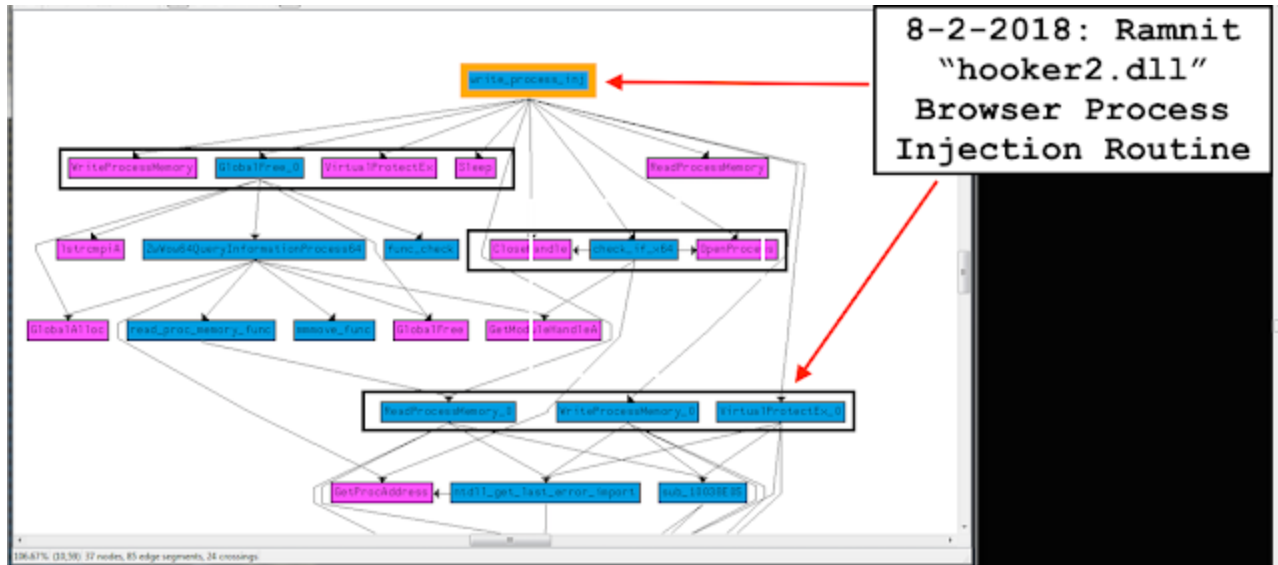 8-2-2018: Ramnit
“hooker2.dll”
Browser Process
Injection Routine
write_process_inj
WriteProcessMemory
GlobalFree_0
VirtualProtectEx
Sleep
ReadProcessMemory
lstrcmpiA
ZwWow64QueryInformationProcess64
func_check
CloseHandle
check_if_x64
OpenProcess
GlobalAlloc
read_proc_memory_func
memmove_func
GlobalFree
GetModuleHandleA
ReadProcessMemory_0
WriteProcessMemory_0
VirtualProtectEx_0
GetProcAddress
ntdll_get_last_error_import
106.67% (10,59) 37 nodes, 85 edge segments, 24 crossings